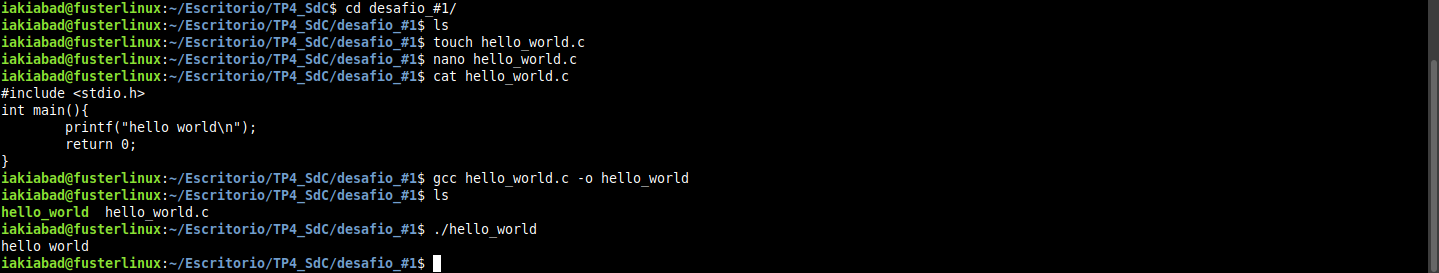 iakiabad@fusterlinux:~/Escritorio/TP4_SdC$ cd desafio_#1/
iakiabad@fusterlinux:~/Escritorio/TP4_SdC/desafio_#1$ ls
iakiabad@fusterlinux:~/Escritorio/TP4_SdC/desafio_#1$ touch hello_world.c
iakiabad@fusterlinux:~/Escritorio/TP4_SdC/desafio_#1$ nano hello_world.c
iakiabad@fusterlinux:~/Escritorio/TP4_SdC/desafio_#1$ cat hello_world.c
#include <stdio.h>
int main(){
        printf("hello world\n");
        return 0;
}
iakiabad@fusterlinux:~/Escritorio/TP4_SdC/desafio_#1$ gcc hello_world.c -o hello_world
iakiabad@fusterlinux:~/Escritorio/TP4_SdC/desafio_#1$ ls
hello_world  hello_world.c
iakiabad@fusterlinux:~/Escritorio/TP4_SdC/desafio_#1$ ./hello_world
hello world
iakiabad@fusterlinux:~/Escritorio/TP4_SdC/desafio_#1$